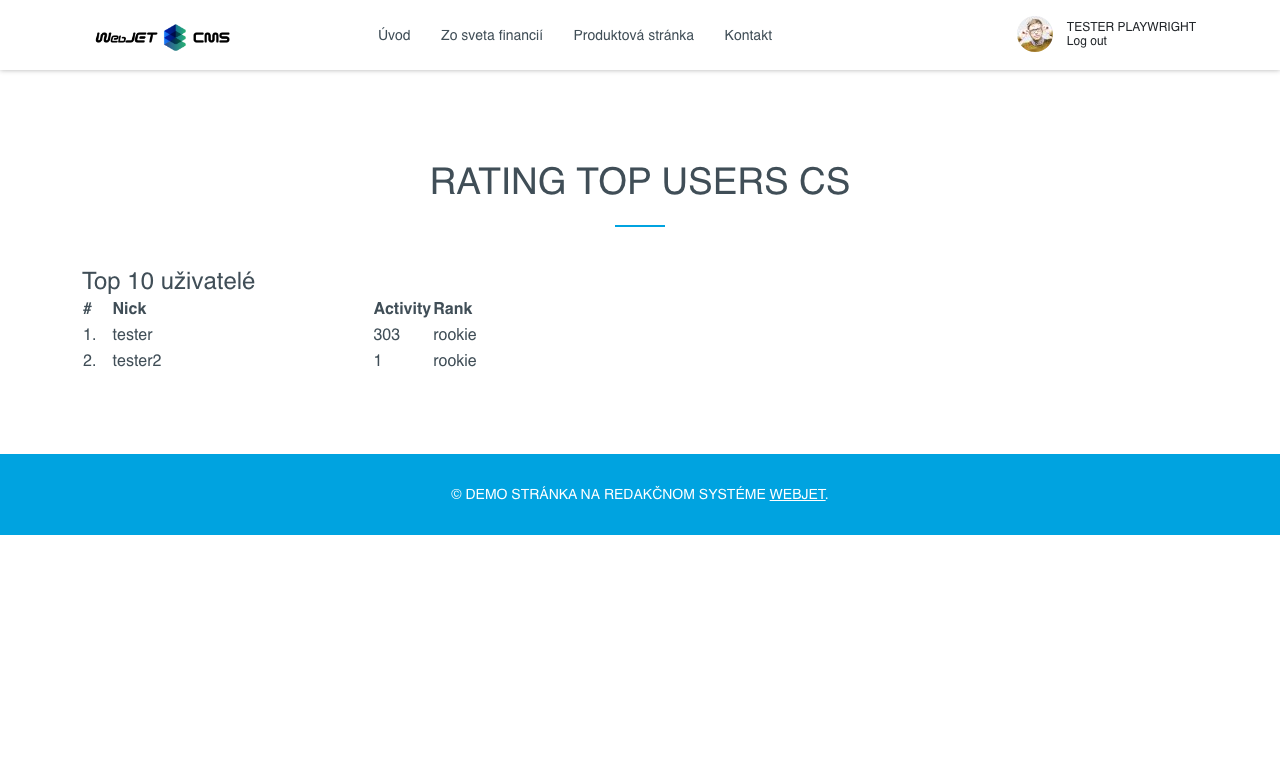 WebJET CMS
Úvod Zo sveta financií Produktová stránka Kontakt
TESTER PLAYWRIGHT
Log out
RATING TOP USERS CS
Top 10 uživatelé
# Nick Activity Rank
1. tester 303 rookie
2. tester2 1 rookie
© DEMO STRÁNKA NA REDAKČNOM SYSTÉME WEBJET.